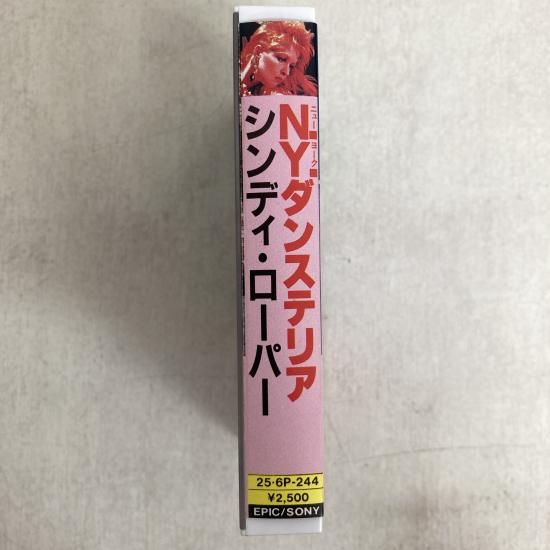 N.Y.ダンステリア
ニュー・ヨーク
シンディ・ローパー
25·6P-244
¥2,500
EPIC/SONY